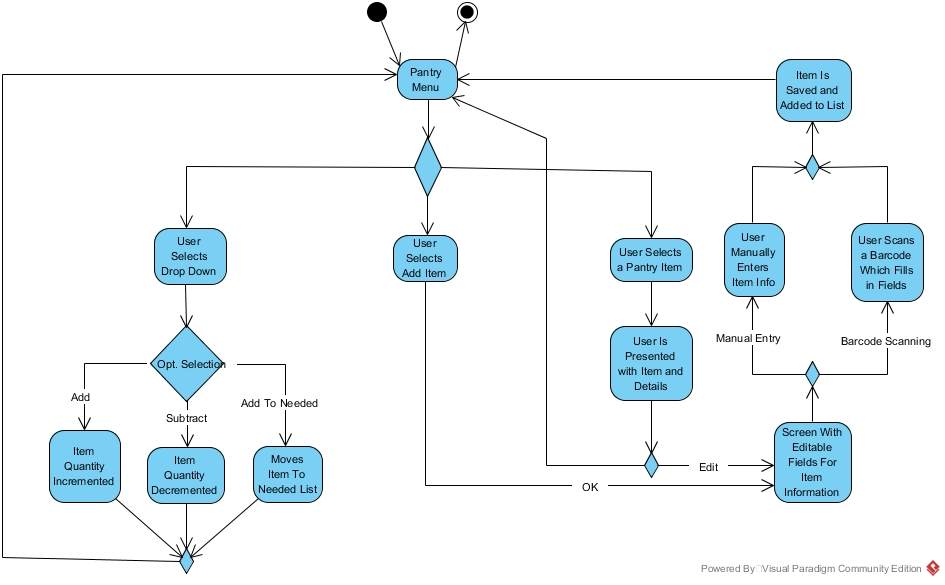 Pantry
Menu
Item Is
Saved and
Added to List
User
Selects
Drop Down
User
Selects
Add Item
User Selects
a Pantry Item
User
Manually
Enters
Item Info
User Scans
a Barcode
Which Fills
in Fields
Opt. Selection
User Is
Presented
with Item and
Details
Manual Entry
Barcode Scanning
Add
Subtract
Add To Needed
Item
Quantity
Incremented
Item
Quantity
Decremented
Moves
Item To
Needed List
Edit
OK
Screen With
Editable
Fields For
Item
Information
Powered By Visual Paradigm Community Edition